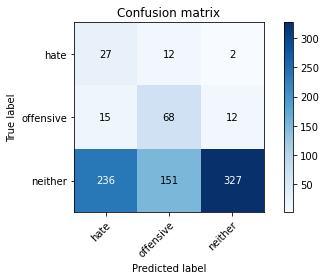 Confusion matrix
hate 27 12 2
offensive 15 68 12
neither 236 151 327
hate offensive neither
True label
Predicted label
300
250
200
150
100
50